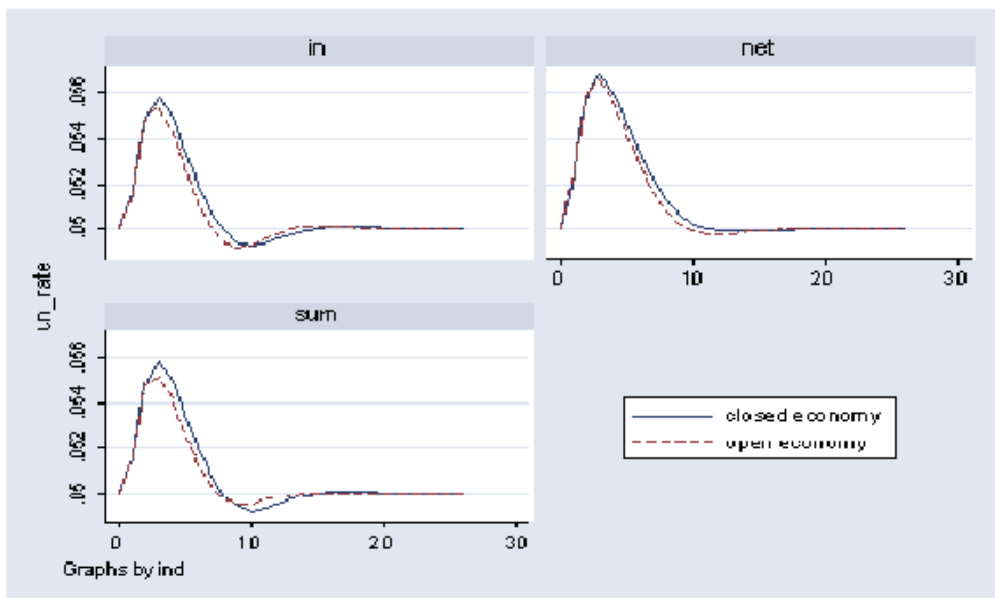 in
net
.056
.054
.052
.05
0
10
20
30
un_rate
sum
.056
.054
.052
.05
0
10
20
30
closed economy
open economy
Graphs by ind